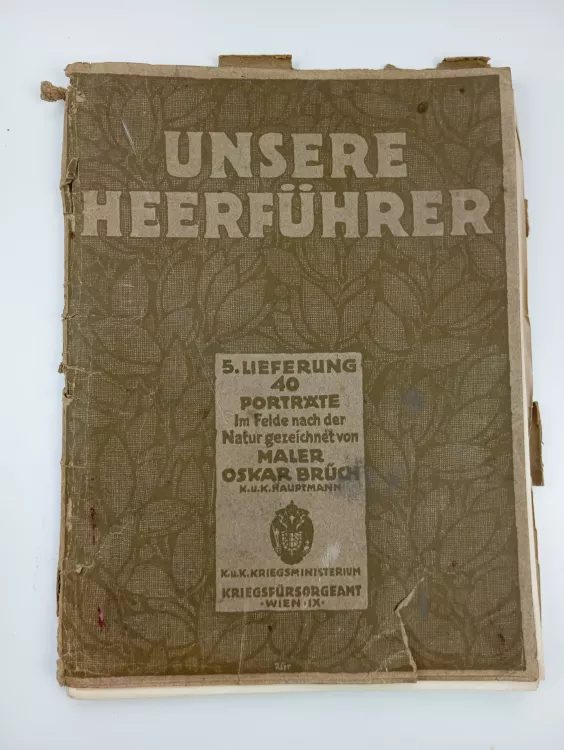 UNSERE
HEERFÜHRER
5. LIEFERUNG
40
PORTRÄTE
Im Felde nach der
Natur gezeichnet von
MALER
OSKAR BRÜCH
K.u.K. HAUPTMANN
K.u.K. KRIEGSMINISTERIUM
KRIEGSFÜRSORGEAMT
·WIEN·IX·